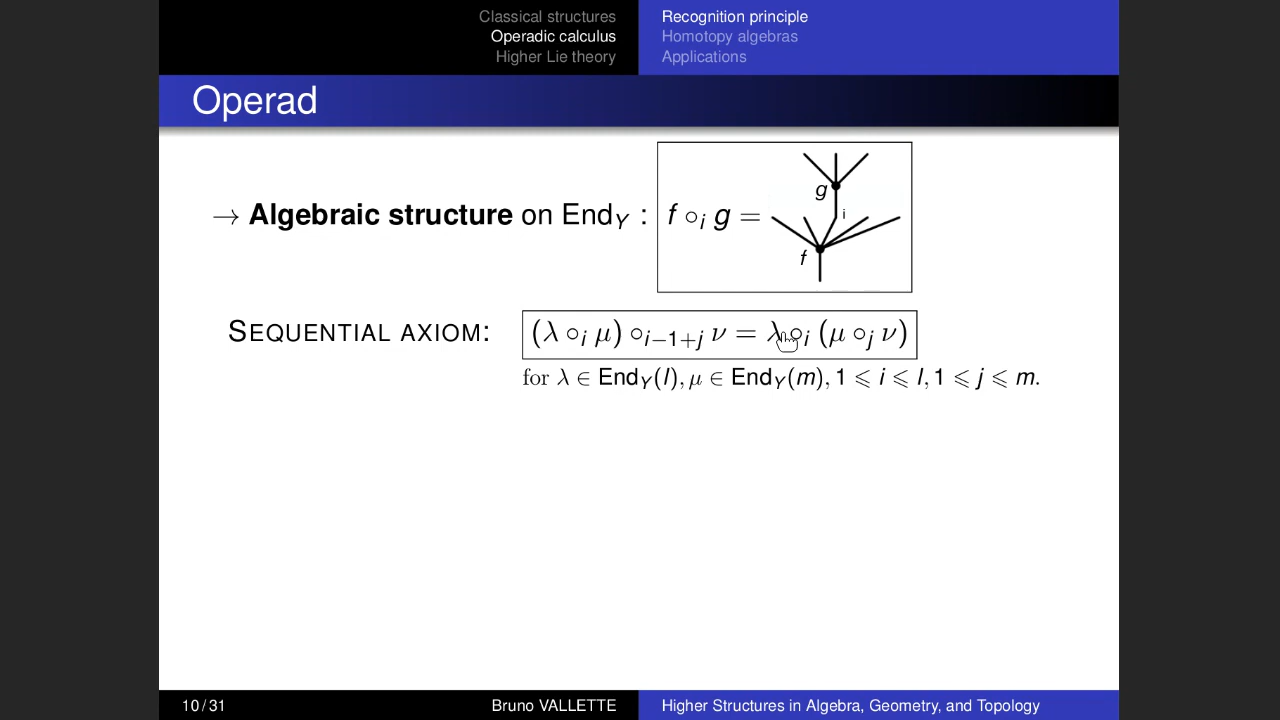 Classical structures
Operadic calculus
Higher Lie theory
Recognition principle
Homotopy algebras
Applications
Operad
→ Algebraic structure on End_Y : f ∘_i g =
g
i
f
SEQUENTIAL AXIOM: (λ ∘_i μ) ∘_{i−1+j} ν = λ ∘_i (μ ∘_j ν)
for λ ∈ End_Y(l), μ ∈ End_Y(m), 1 ⩽ i ⩽ l, 1 ⩽ j ⩽ m.
10/31 Bruno VALLETTE Higher Structures in Algebra, Geometry, and Topology